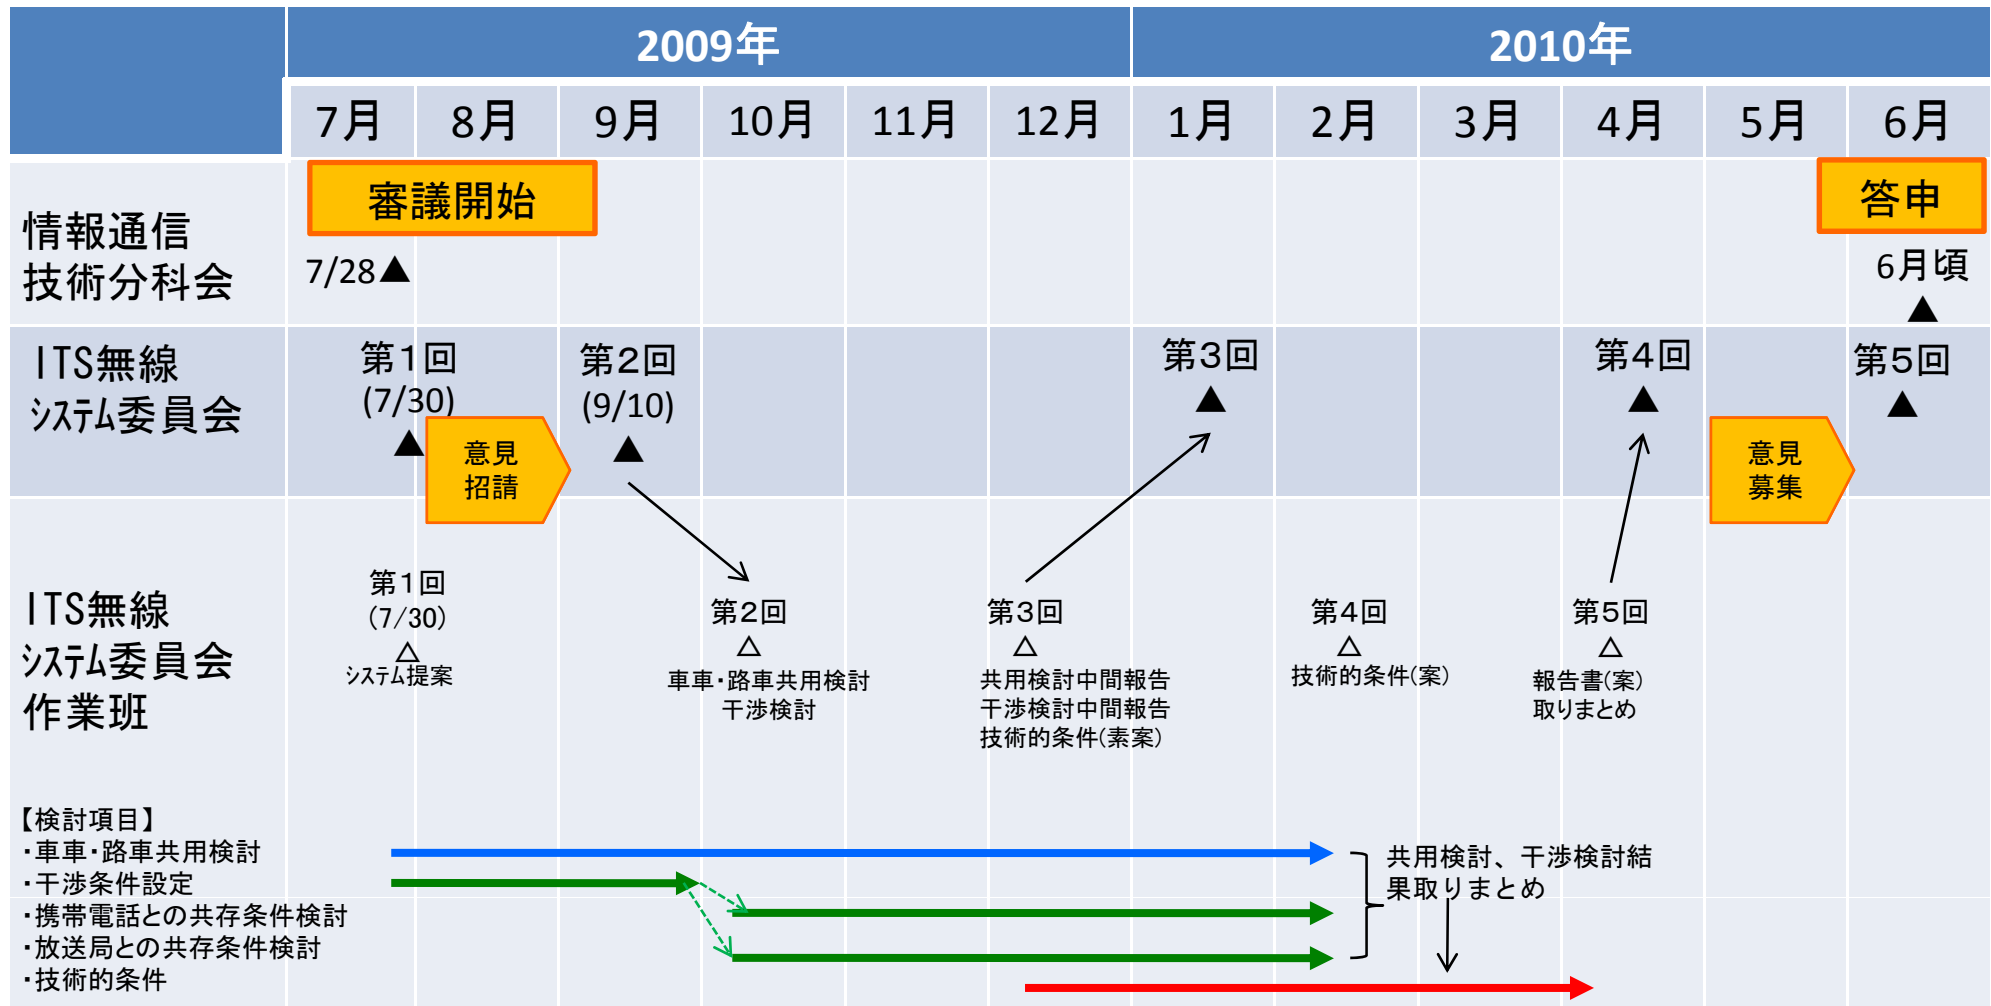 2009年
2010年
7月
8月
9月
10月
11月
12月
1月
2月
3月
4月
5月
6月
情報通信
技術分科会
審議開始
7/28▲
答申
6月頃
▲
ITS無線
システム委員会
第1回
(7/30)
▲
意見
招請
第2回
(9/10)
▲
第3回
▲
第4回
▲
意見
募集
第5回
▲
ITS無線
システム委員会
作業班
第1回
(7/30)
△
システム提案
第2回
△
車車・路車共用検討
干渉検討
第3回
△
共用検討中間報告
干渉検討中間報告
技術的条件(素案)
第4回
△
技術的条件(案)
第5回
△
報告書(案)
取りまとめ
【検討項目】
・車車・路車共用検討
・干渉条件設定
・携帯電話との共存条件検討
・放送局との共存条件検討
・技術的条件
共用検討、干渉検討結
果取りまとめ